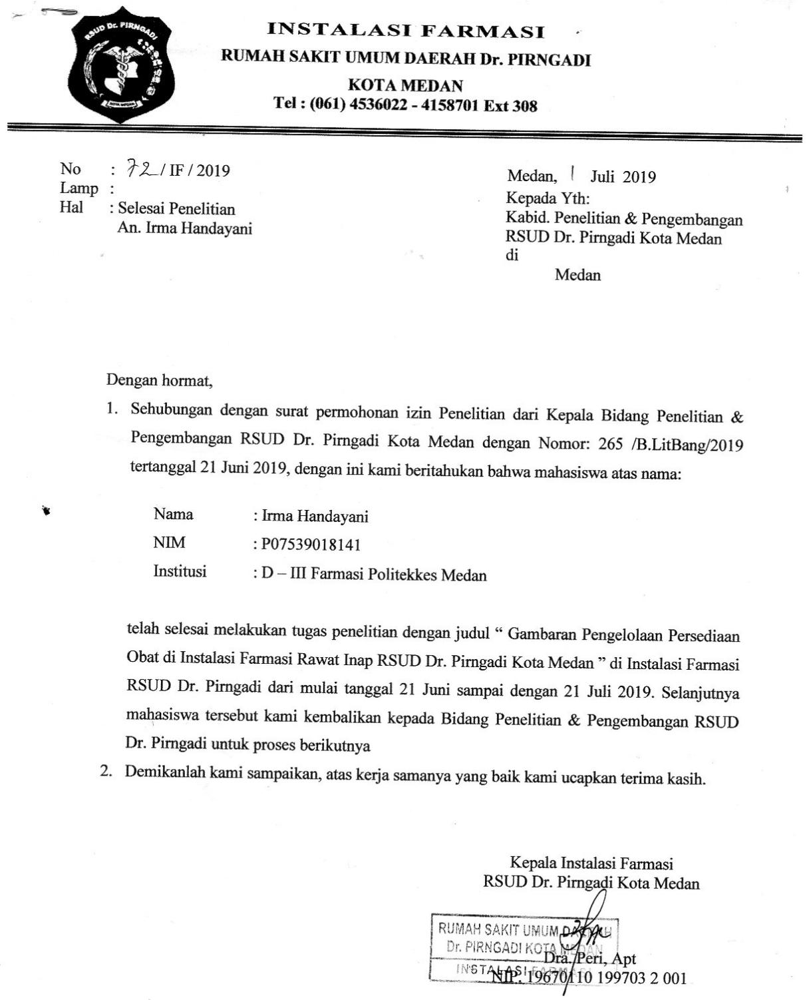 RSUD Dr. PIRNGADI
KOTA MEDAN
INSTALASI FARMASI
RUMAH SAKIT UMUM DAERAH Dr. PIRNGADI
KOTA MEDAN
Tel : (061) 4536022 - 4158701 Ext 308
No : 72 / IF / 2019
Lamp :
Hal : Selesai Penelitian
An. Irma Handayani
Medan, 1 Juli 2019
Kepada Yth:
Kabid. Penelitian & Pengembangan
RSUD Dr. Pirngadi Kota Medan
di
Medan
Dengan hormat,
1. Sehubungan dengan surat permohonan izin Penelitian dari Kepala Bidang Penelitian &
Pengembangan RSUD Dr. Pirngadi Kota Medan dengan Nomor: 265 /B.LitBang/2019
tertanggal 21 Juni 2019, dengan ini kami beritahukan bahwa mahasiswa atas nama:
Nama : Irma Handayani
NIM : P07539018141
Institusi : D – III Farmasi Politekkes Medan
telah selesai melakukan tugas penelitian dengan judul “ Gambaran Pengelolaan Persediaan
Obat di Instalasi Farmasi Rawat Inap RSUD Dr. Pirngadi Kota Medan ” di Instalasi Farmasi
RSUD Dr. Pirngadi dari mulai tanggal 21 Juni sampai dengan 21 Juli 2019. Selanjutnya
mahasiswa tersebut kami kembalikan kepada Bidang Penelitian & Pengembangan RSUD
Dr. Pirngadi untuk proses berikutnya
2. Demikanlah kami sampaikan, atas kerja samanya yang baik kami ucapkan terima kasih.
Kepala Instalasi Farmasi
RSUD Dr. Pirngadi Kota Medan
RUMAH SAKIT UMUM DAERAH
Dr. PIRNGADI KOTA MEDAN
INSTALASI FARMASI
Dra. Peri, Apt
NIP. 19670110 199703 2 001